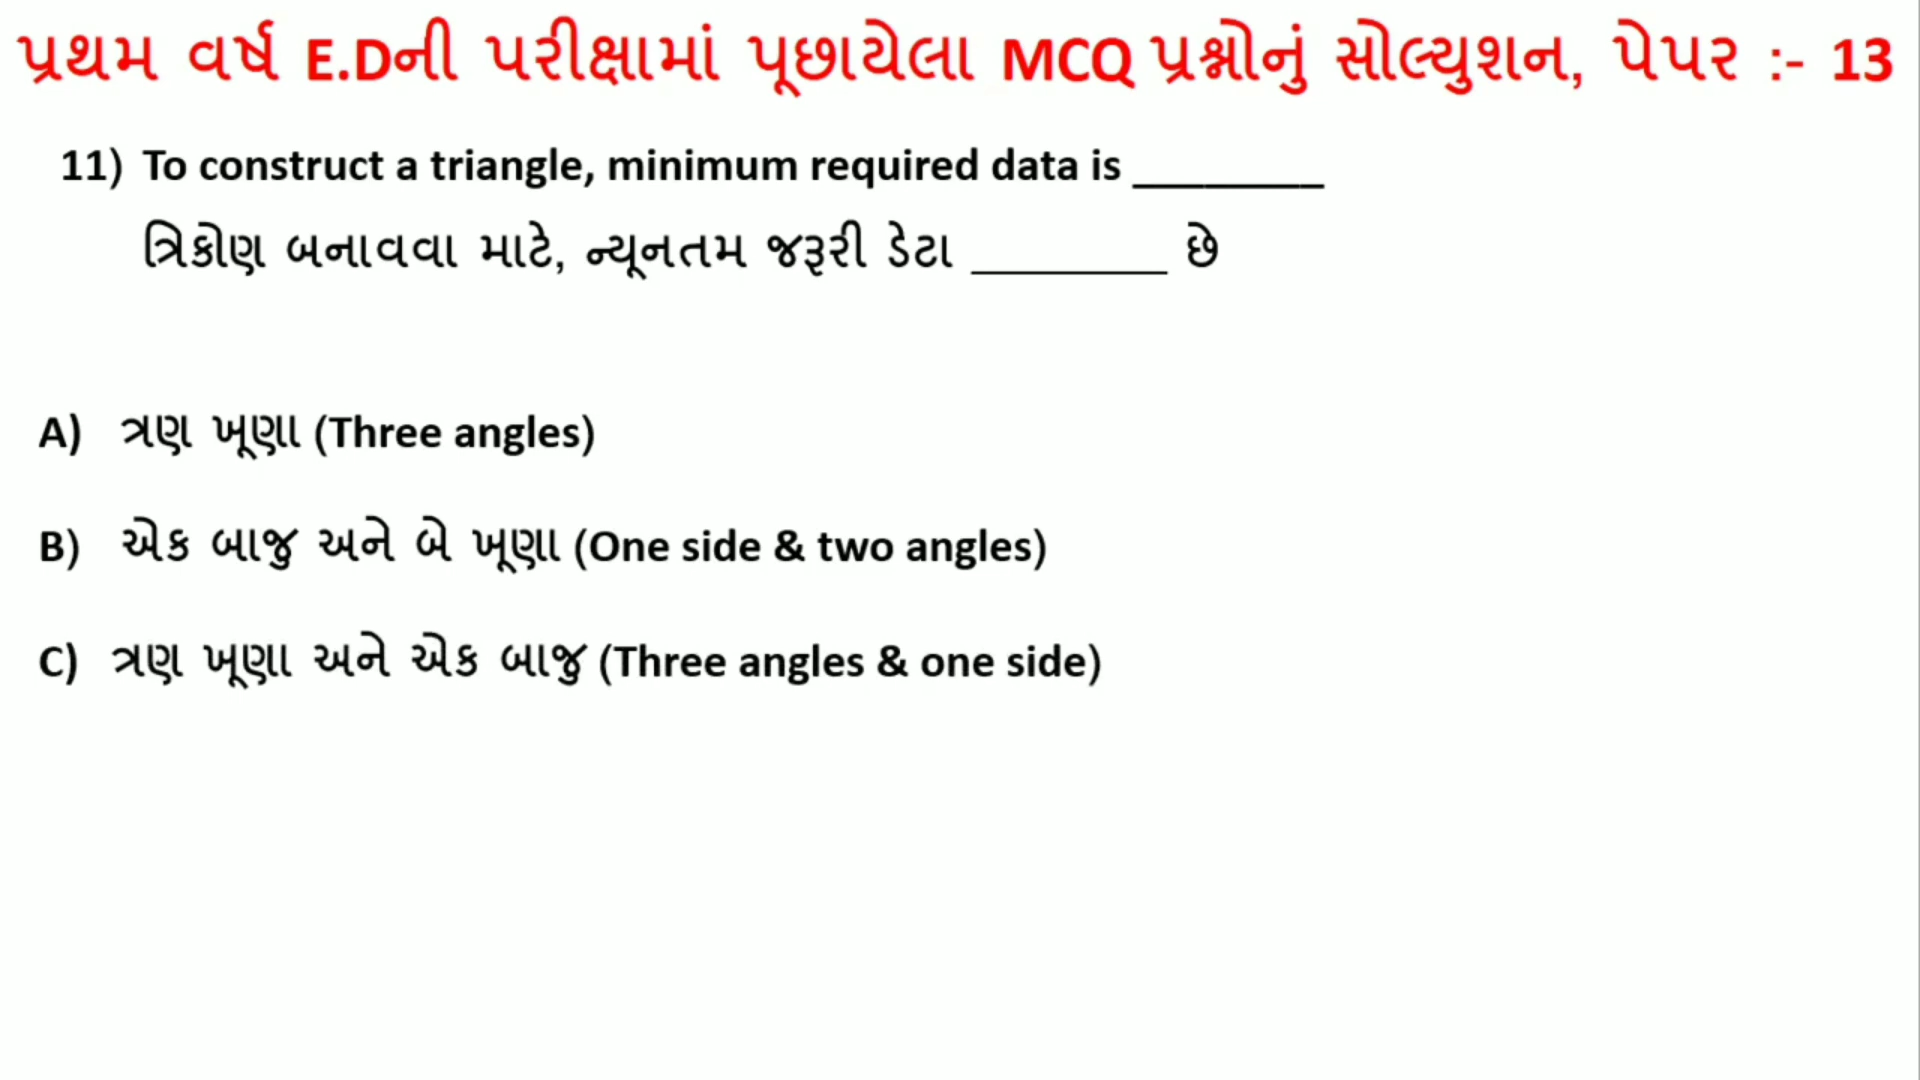 પ્રથમ વર્ષ E.Dની પરીક્ષામાં પૂછાયેલા MCQ પ્રશ્નોનું સોલ્યુશન, પેપર :- 13
11) To construct a triangle, minimum required data is ________
ત્રિકોણ બનાવવા માટે, ન્યૂનતમ જરૂરી ડેટા ________ છે
A) ત્રણ ખૂણા (Three angles)
B) એક બાજુ અને બે ખૂણા (One side & two angles)
C) ત્રણ ખૂણા અને એક બાજુ (Three angles & one side)